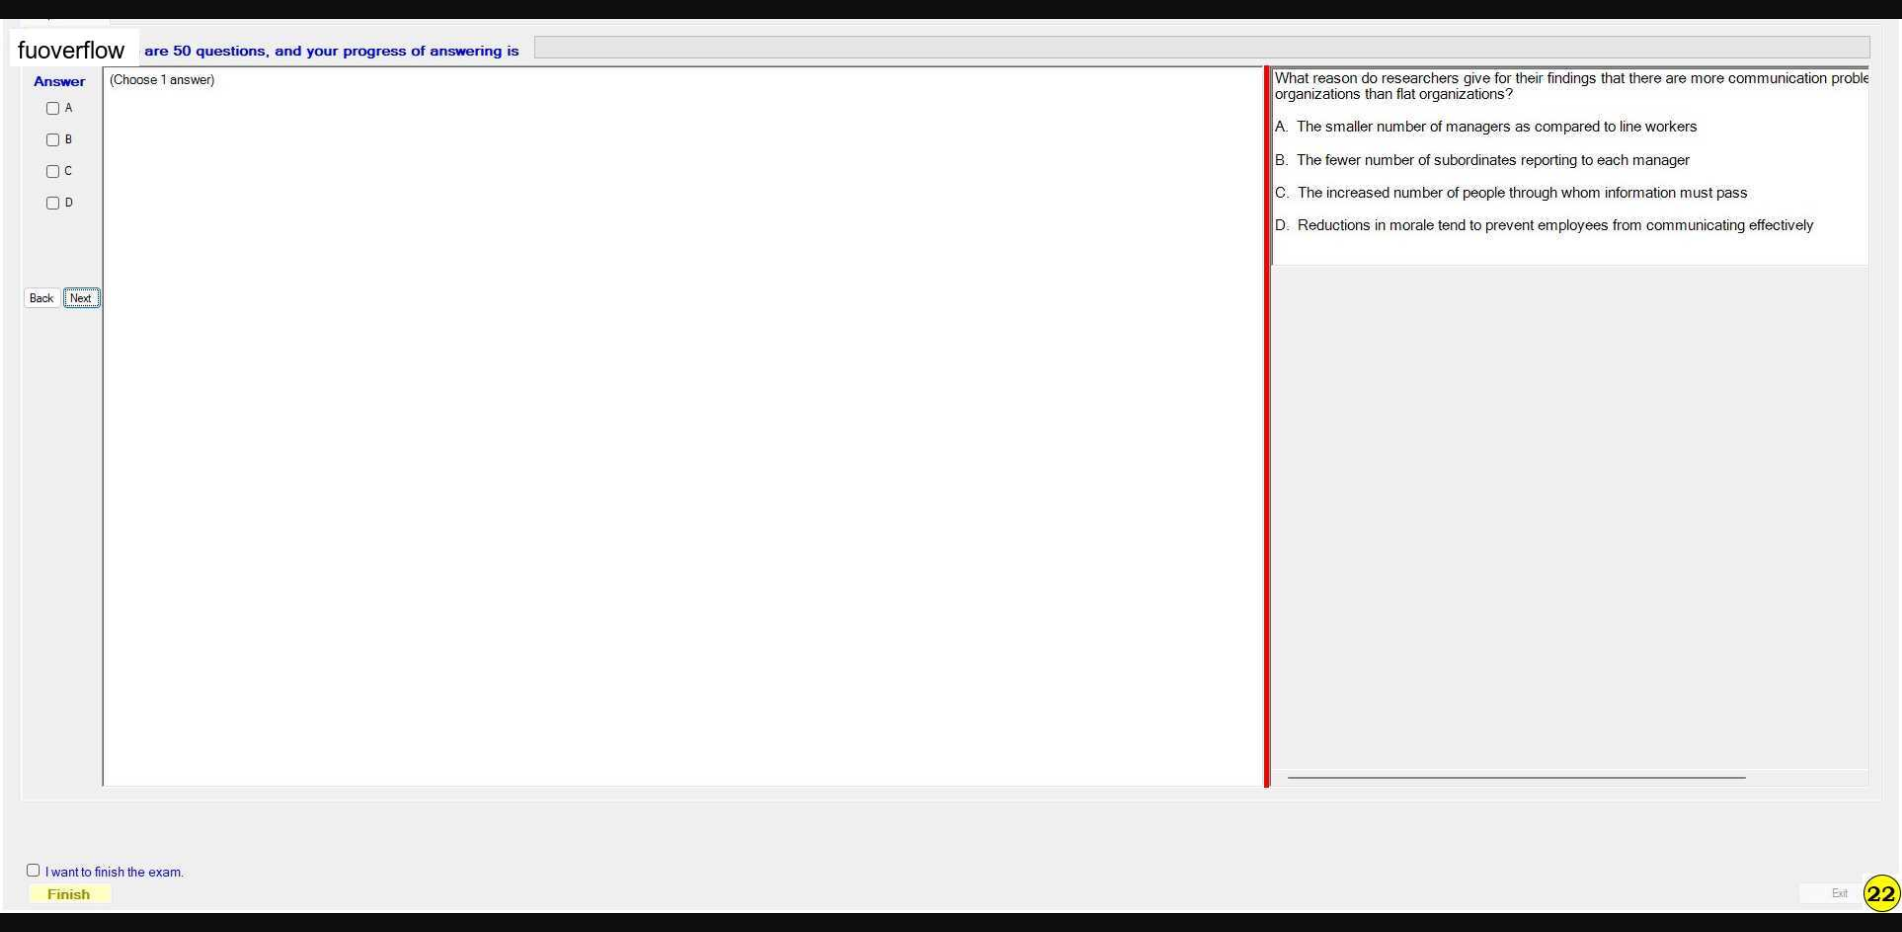 fuoverflow are 50 questions, and your progress of answering is
Answer
A
B
C
D
Back Next
(Choose 1 answer)
What reason do researchers give for their findings that there are more communication proble
organizations than flat organizations?
A. The smaller number of managers as compared to line workers
B. The fewer number of subordinates reporting to each manager
C. The increased number of people through whom information must pass
D. Reductions in morale tend to prevent employees from communicating effectively
I want to finish the exam.
Finish
Exit
22